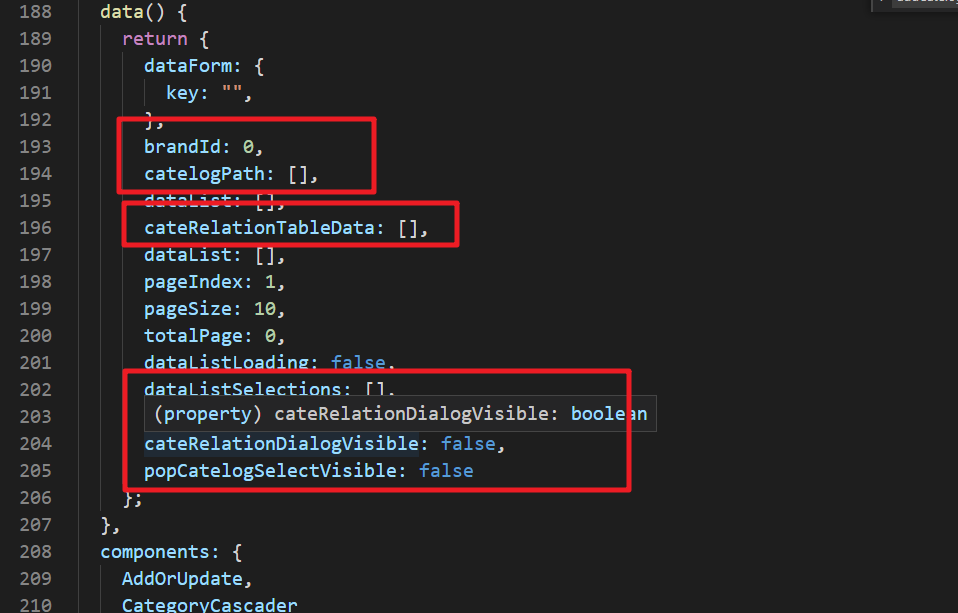 188 data() {
189 return {
190 dataForm: {
191 key: "",
192 },
193 brandId: 0,
194 catelogPath: [],
195 dataList: [],
196 cateRelationTableData: [],
197 dataList: [],
198 pageIndex: 1,
199 pageSize: 10,
200 totalPage: 0,
201 dataListLoading: false,
202 dataListSelections: [],
203 (property) cateRelationDialogVisible: boolean
204 cateRelationDialogVisible: false,
205 popCatelogSelectVisible: false
206 };
207 },
208 components: {
209 AddOrUpdate,
210 CategoryCascader